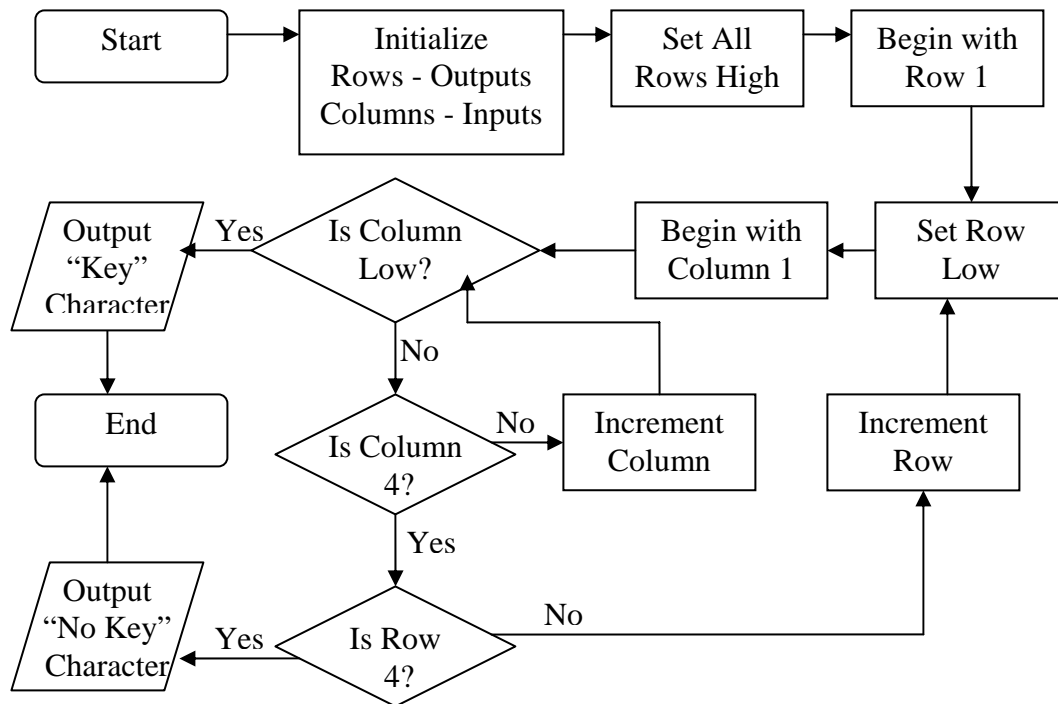 Start
Initialize
Rows - Outputs
Columns - Inputs
Set All
Rows High
Begin with
Row 1
Output
“Key”
Character
Yes
Is Column
Low?
Begin with
Column 1
Set Row
Low
No
End
Is Column
4?
No
Increment
Column
Increment
Row
Yes
Output
“No Key”
Character
Yes
Is Row
4?
No